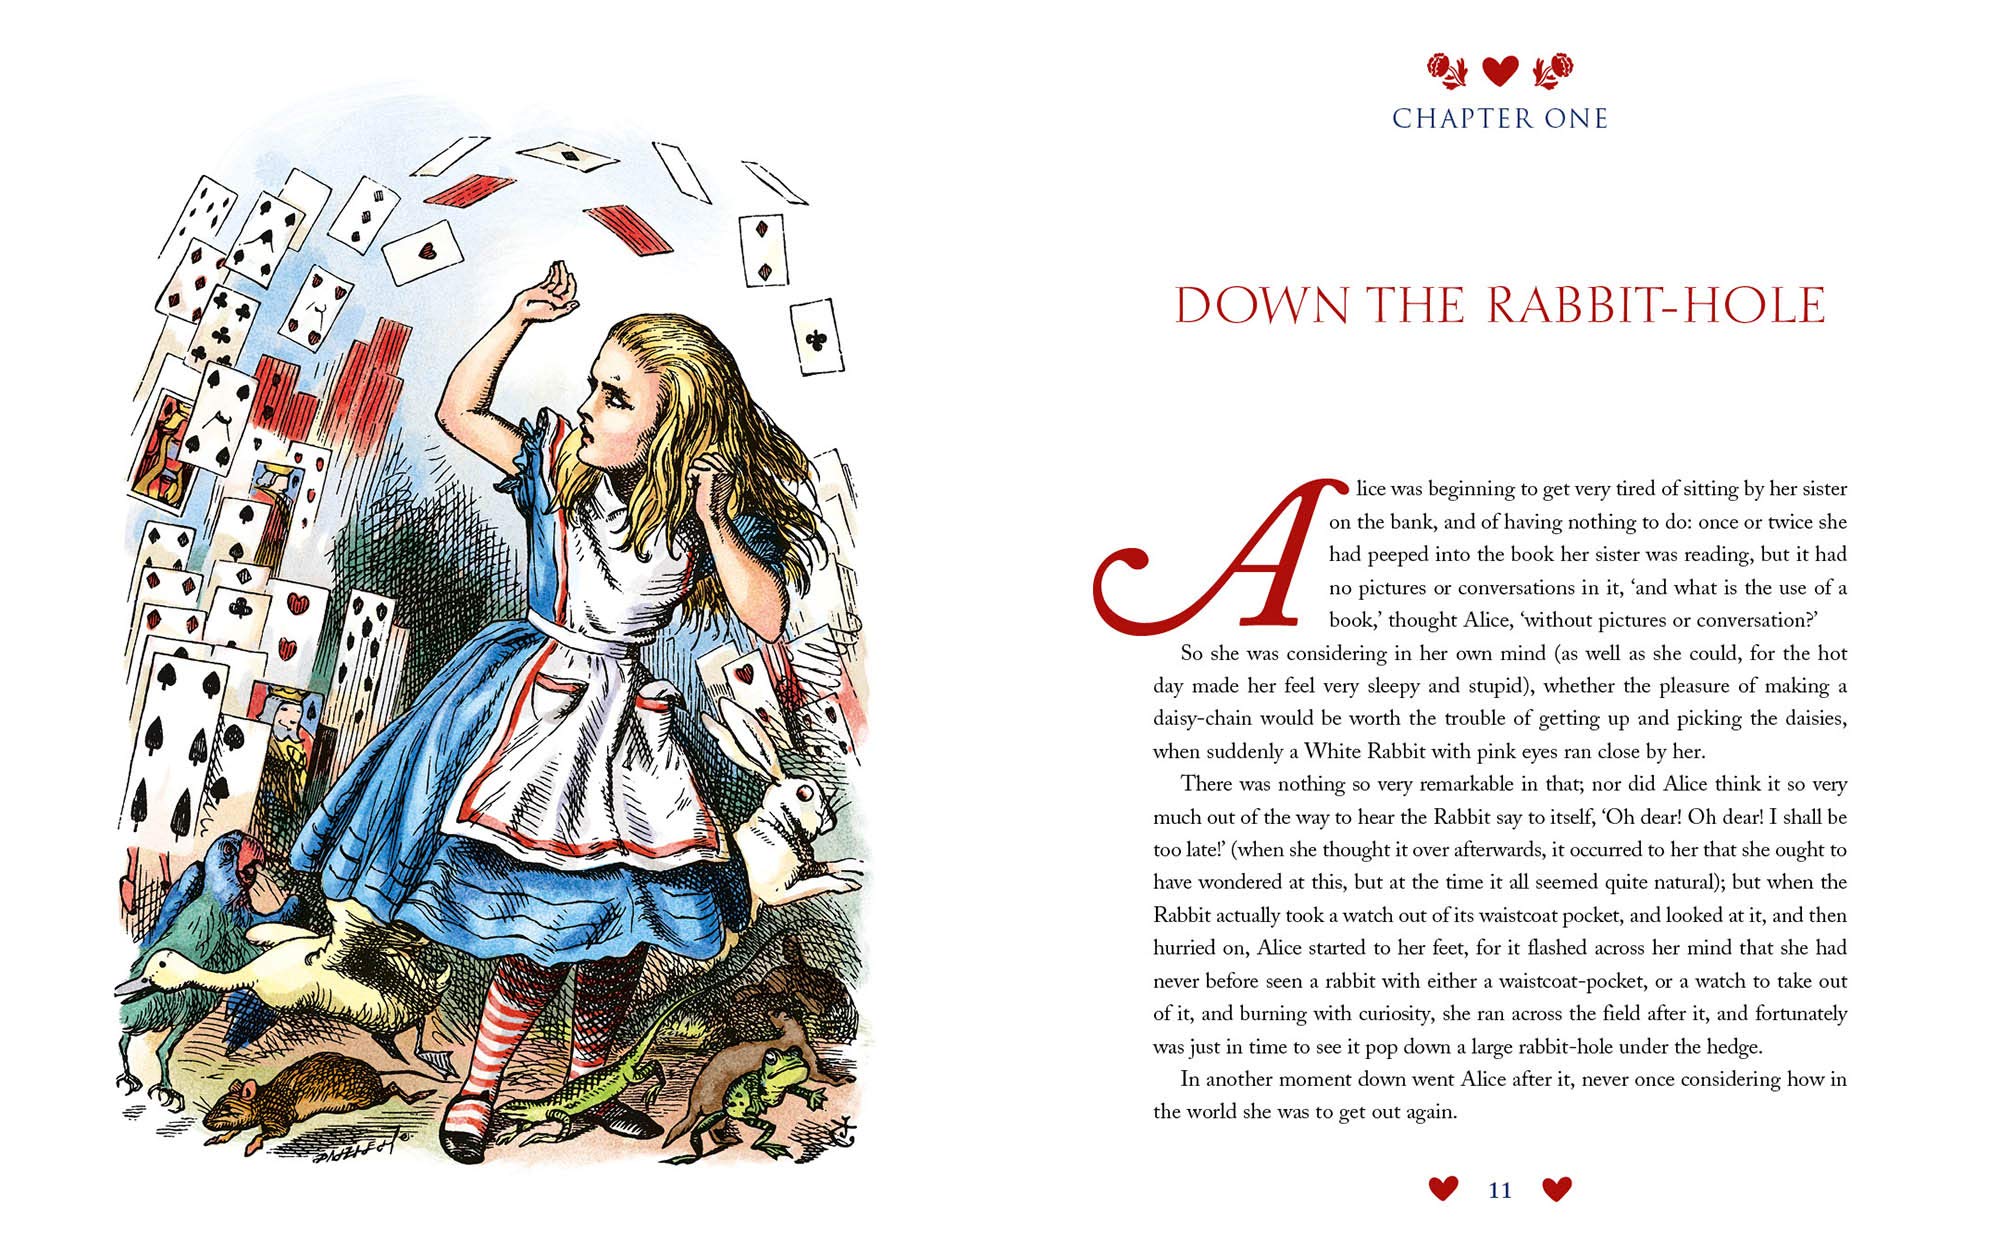 CHAPTER ONE
DOWN THE RABBIT-HOLE
Alice was beginning to get very tired of sitting by her sister
on the bank, and of having nothing to do: once or twice she
had peeped into the book her sister was reading, but it had
no pictures or conversations in it, ‘and what is the use of a
book,’ thought Alice, ‘without pictures or conversation?’
So she was considering in her own mind (as well as she could, for the hot
day made her feel very sleepy and stupid), whether the pleasure of making a
daisy-chain would be worth the trouble of getting up and picking the daisies,
when suddenly a White Rabbit with pink eyes ran close by her.
There was nothing so very remarkable in that; nor did Alice think it so very
much out of the way to hear the Rabbit say to itself, ‘Oh dear! Oh dear! I shall be
too late!’ (when she thought it over afterwards, it occurred to her that she ought to
have wondered at this, but at the time it all seemed quite natural); but when the
Rabbit actually took a watch out of its waistcoat pocket, and looked at it, and then
hurried on, Alice started to her feet, for it flashed across her mind that she had
never before seen a rabbit with either a waistcoat-pocket, or a watch to take out
of it, and burning with curiosity, she ran across the field after it, and fortunately
was just in time to see it pop down a large rabbit-hole under the hedge.
In another moment down went Alice after it, never once considering how in
the world she was to get out again.
11